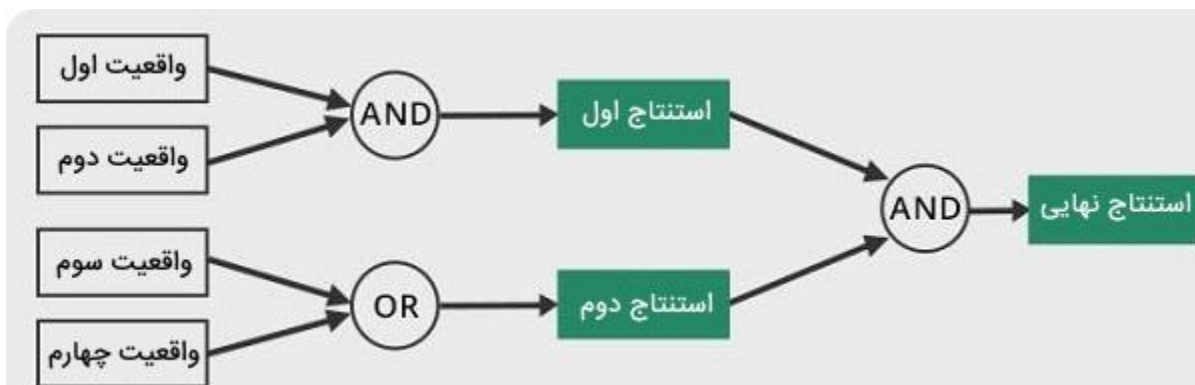 واقعیت اول
واقعیت دوم
AND
استنتاج اول
واقعیت سوم
واقعیت چهارم
OR
استنتاج دوم
AND
استنتاج نهایی